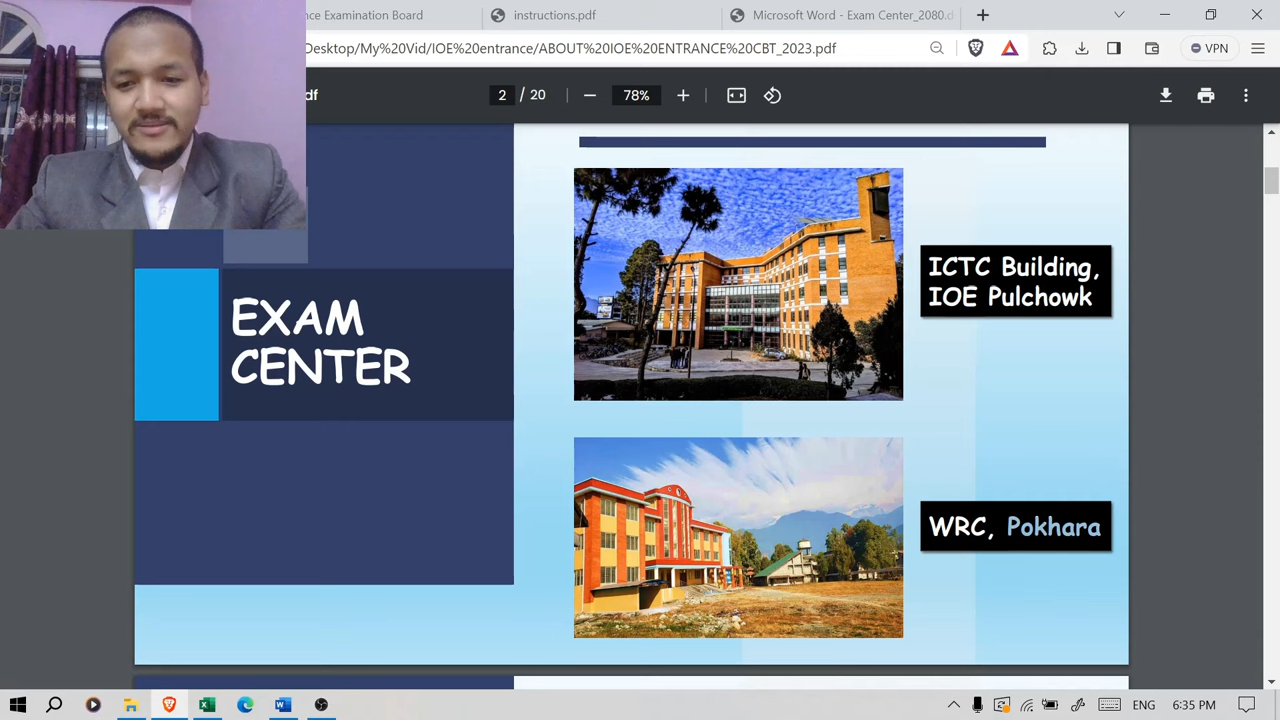 nce Examination Board
instructions.pdf
Microsoft Word - Exam Center_2080.d
Desktop/My%20Vid/IOE%20entrance/ABOUT%20IOE%20ENTRANCE%20CBT_2023.pdf
VPN
df
2 / 20
78%
EXAM
CENTER
ICTC Building,
IOE Pulchowk
WRC, Pokhara
ENG
6:35 PM